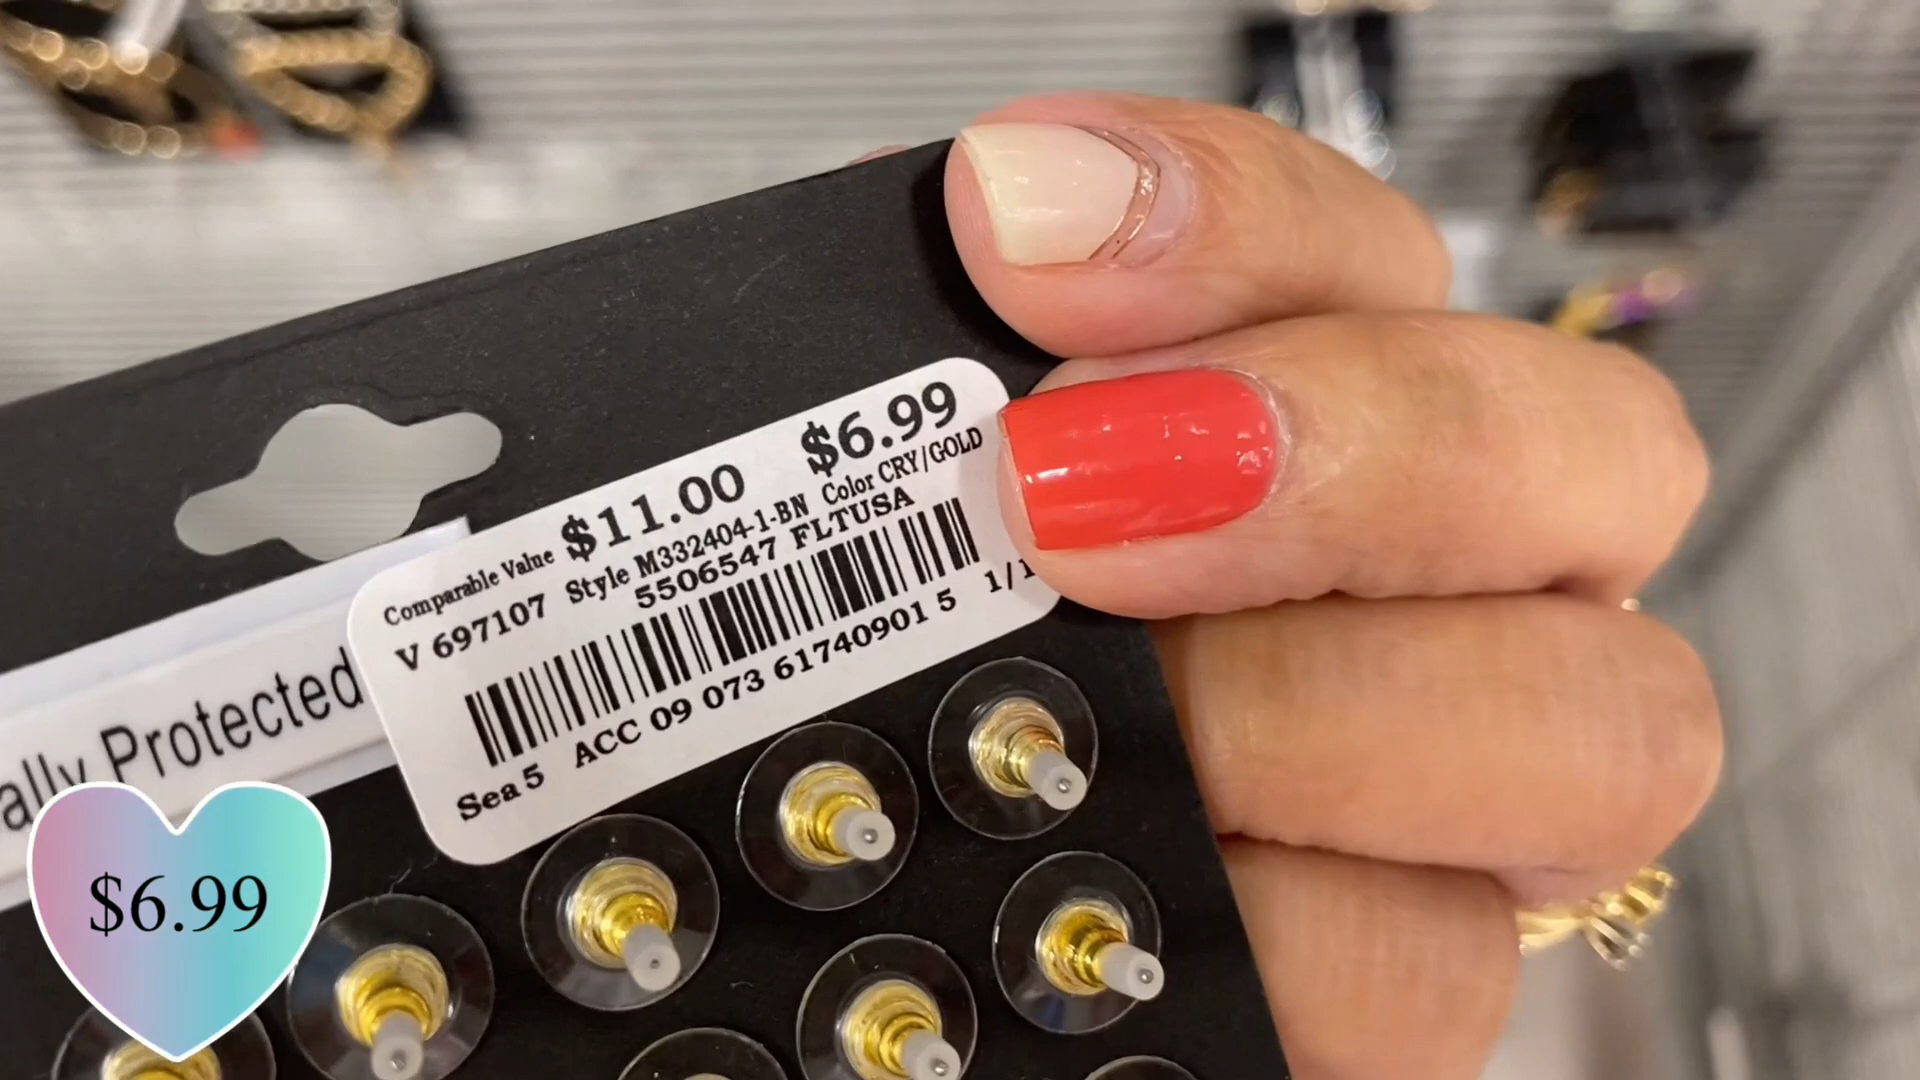 Comparable Value $11.00 $6.99
V 697107 Style M332404-1-BN Color CRY/GOLD
5506547 FLTUSA
Sea 5 ACC 09 073 61740901 5
Protected
$6.99